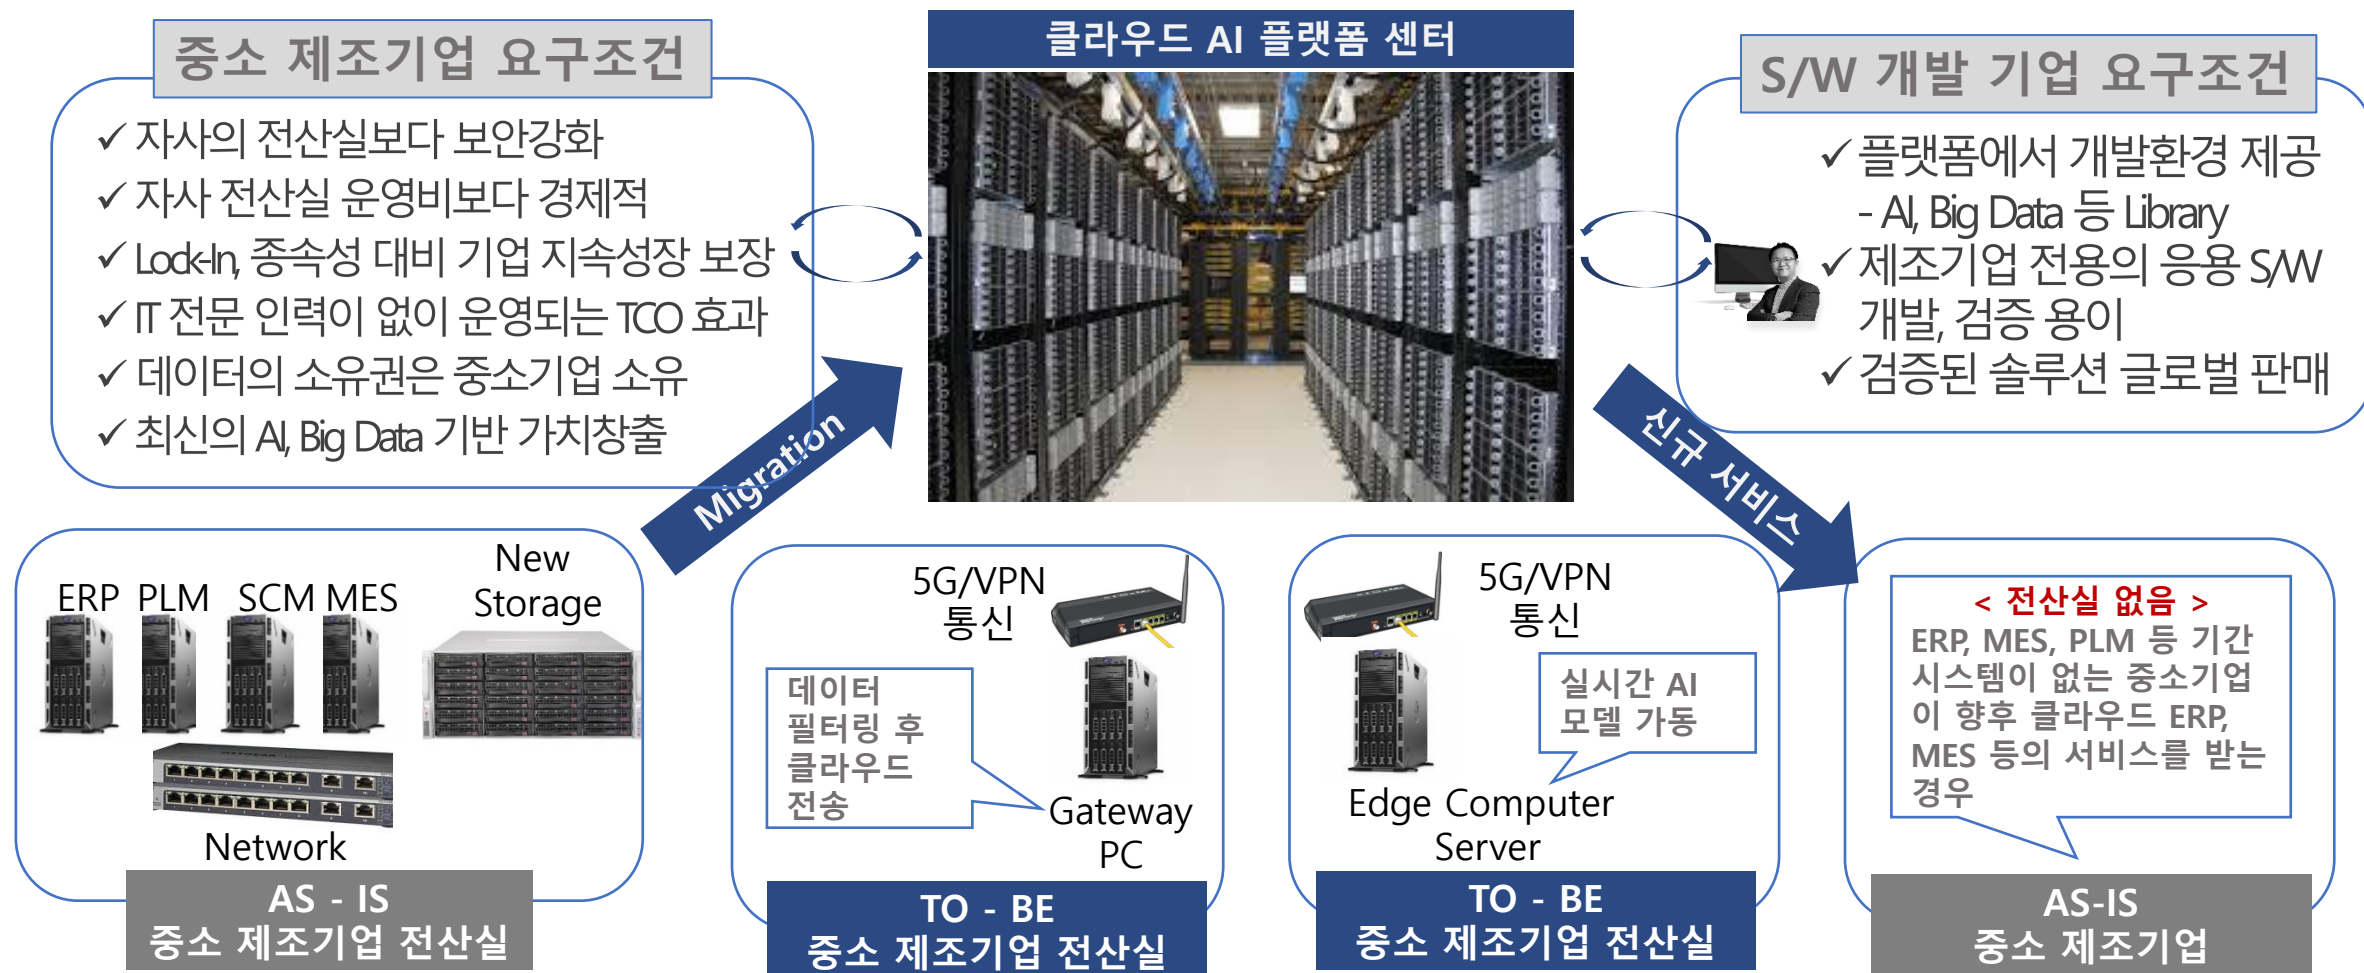 클라우드 AI 플랫폼 센터
중소 제조기업 요구조건
✓ 자사의 전산실보다 보안강화
✓ 자사 전산실 운영비보다 경제적
✓ Lock-In, 종속성 대비 기업 지속성장 보장
✓ IT 전문 인력이 없이 운영되는 TCO 효과
✓ 데이터의 소유권은 중소기업 소유
✓ 최신의 AI, Big Data 기반 가치창출
S/W 개발 기업 요구조건
✓ 플랫폼에서 개발환경 제공
- AI, Big Data 등 Library
✓ 제조기업 전용의 응용 S/W
개발, 검증 용이
✓ 검증된 솔루션 글로벌 판매
Migration
신규 서비스
ERP PLM SCM MES
New
Storage
Network
AS - IS
중소 제조기업 전산실
5G/VPN
통신
데이터
필터링 후
클라우드
전송
Gateway
PC
TO - BE
중소 제조기업 전산실
5G/VPN
통신
실시간 AI
모델 가동
Edge Computer
Server
TO - BE
중소 제조기업 전산실
< 전산실 없음 >
ERP, MES, PLM 등 기간
시스템이 없는 중소기업
이 향후 클라우드 ERP,
MES 등의 서비스를 받는
경우
AS-IS
중소 제조기업